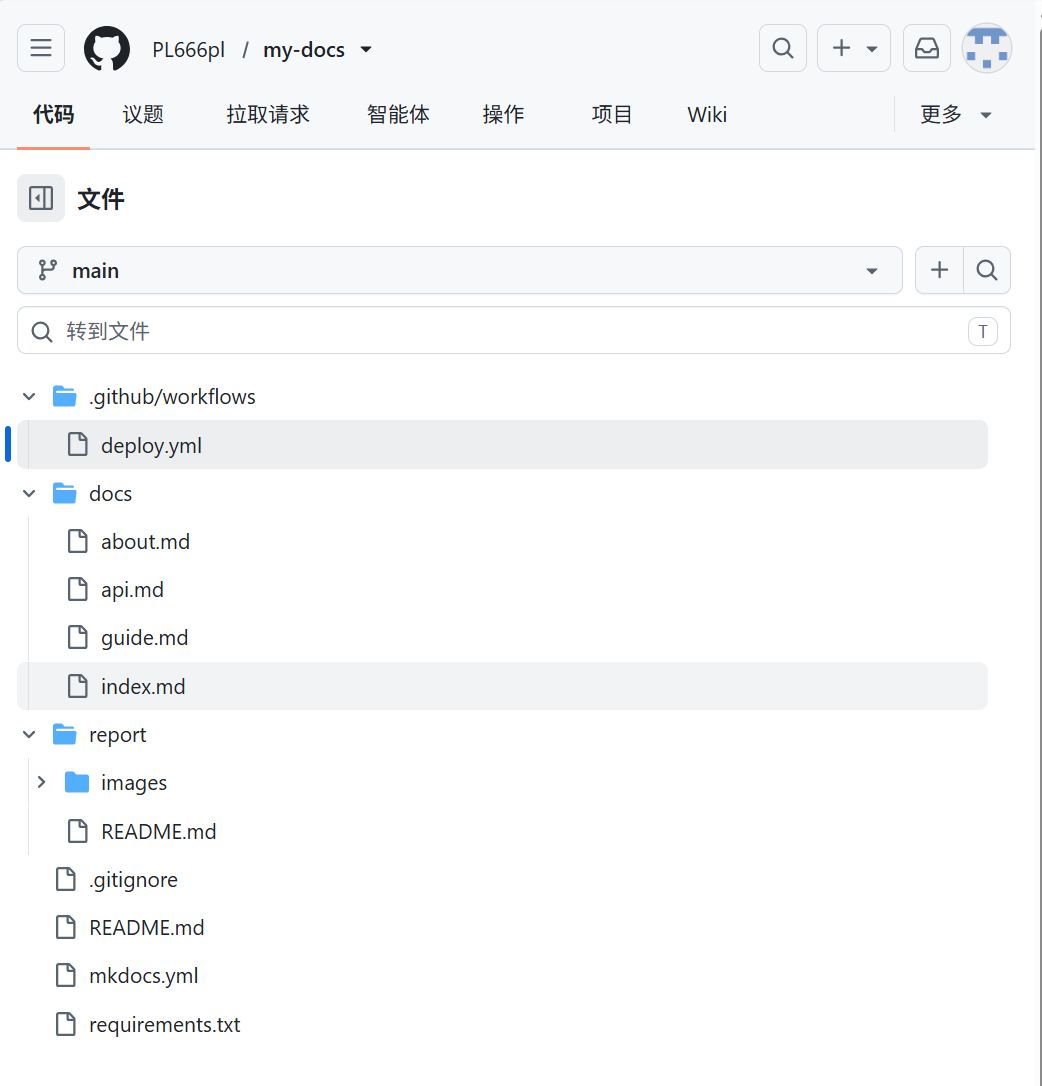 PL666pl / my-docs
代码 议题 拉取请求 智能体 操作 项目 Wiki 更多
文件
main
转到文件 T
.github/workflows
deploy.yml
docs
about.md
api.md
guide.md
index.md
report
images
README.md
.gitignore
README.md
mkdocs.yml
requirements.txt